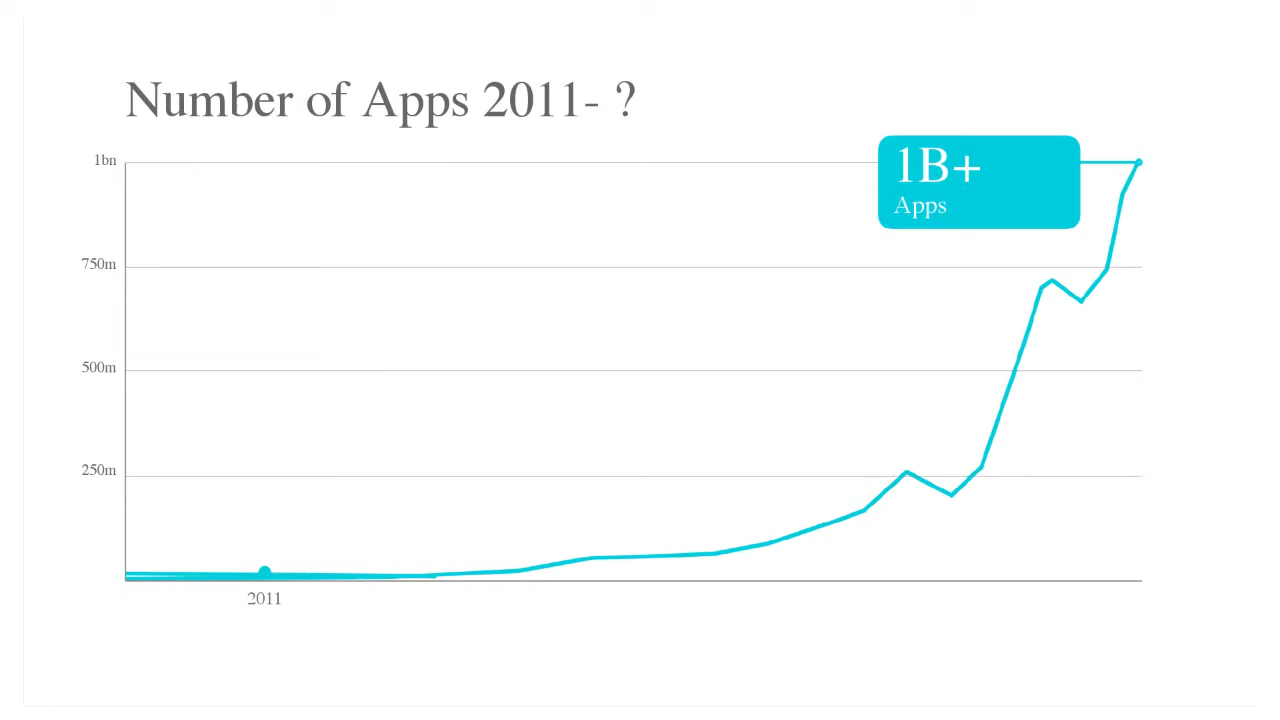 Number of Apps 2011- ?
1bn
1B+
Apps
750m
500m
250m
2011